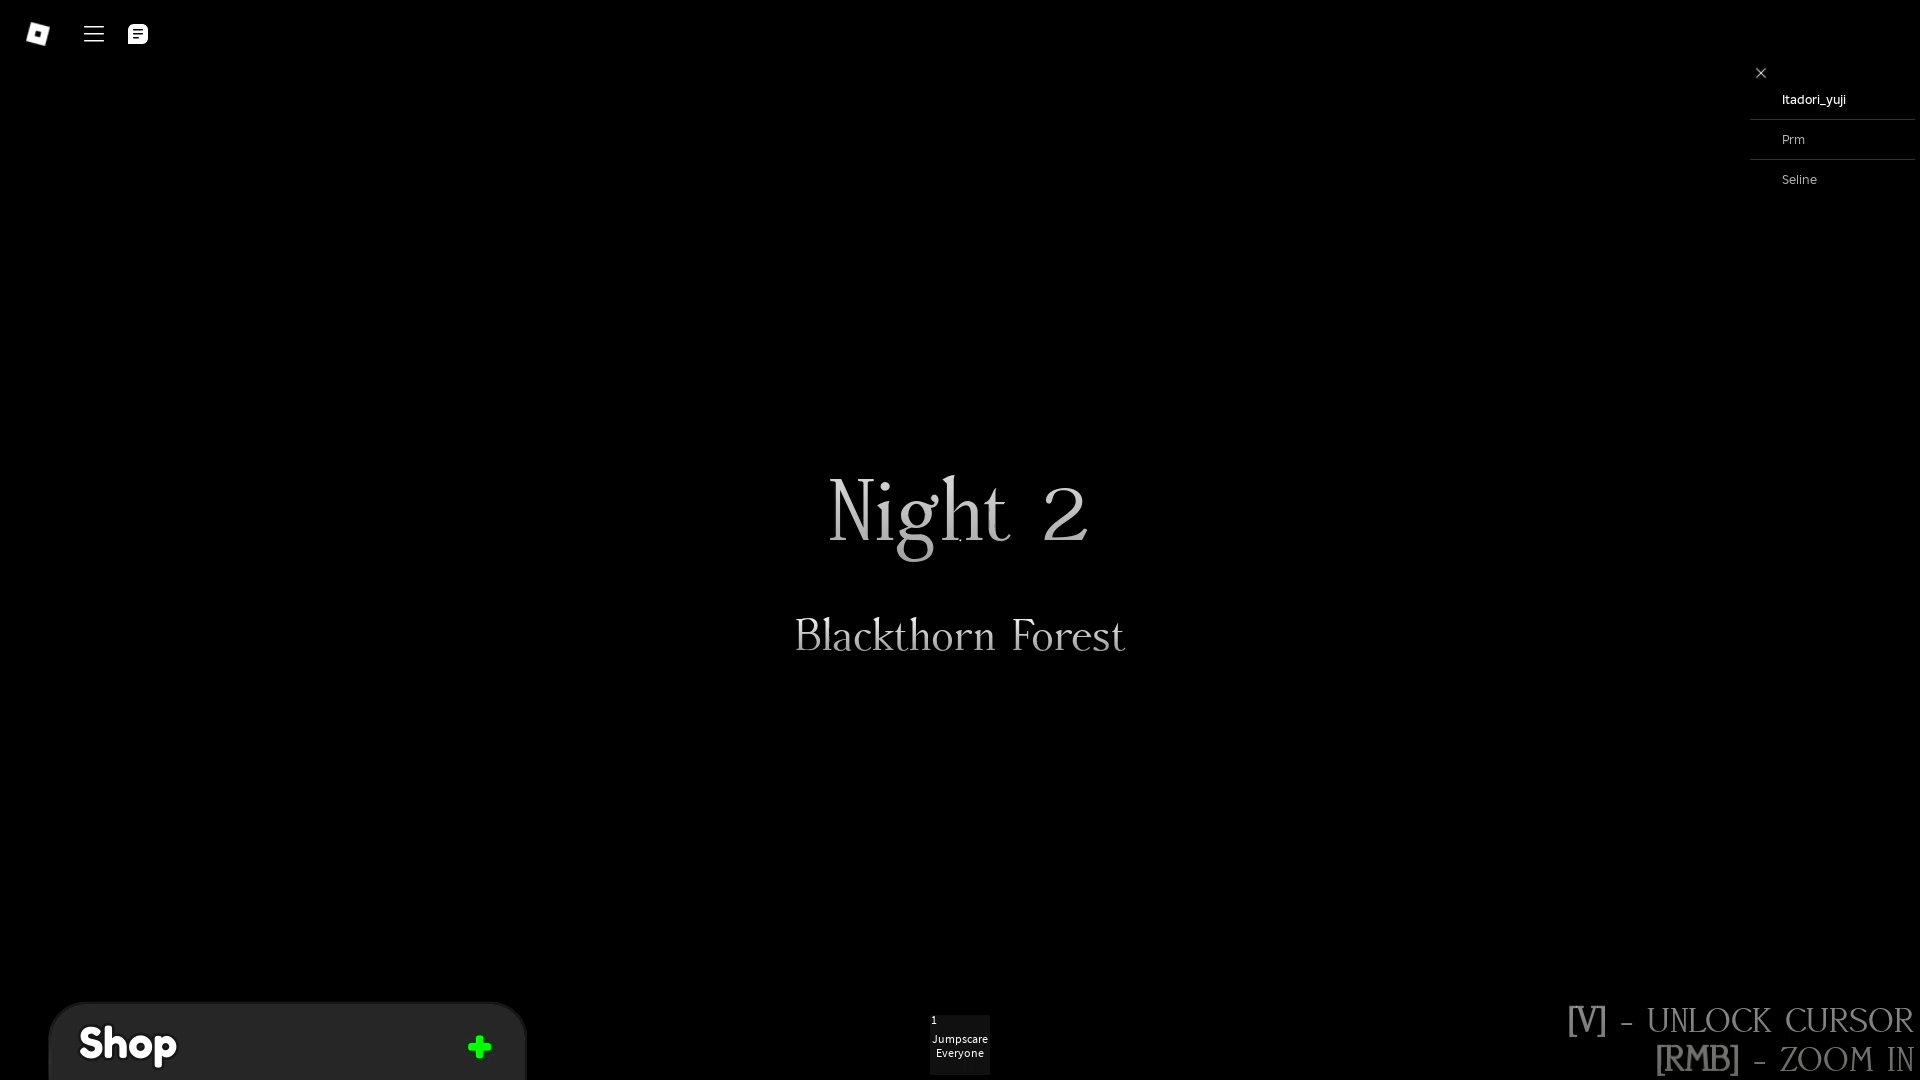 Itadori_yuji
Prm
Seline
Night 2
Blackthorn Forest
Shop
1
Jumpscare
Everyone
[V] - UNLOCK CURSOR
[RMB] - ZOOM IN